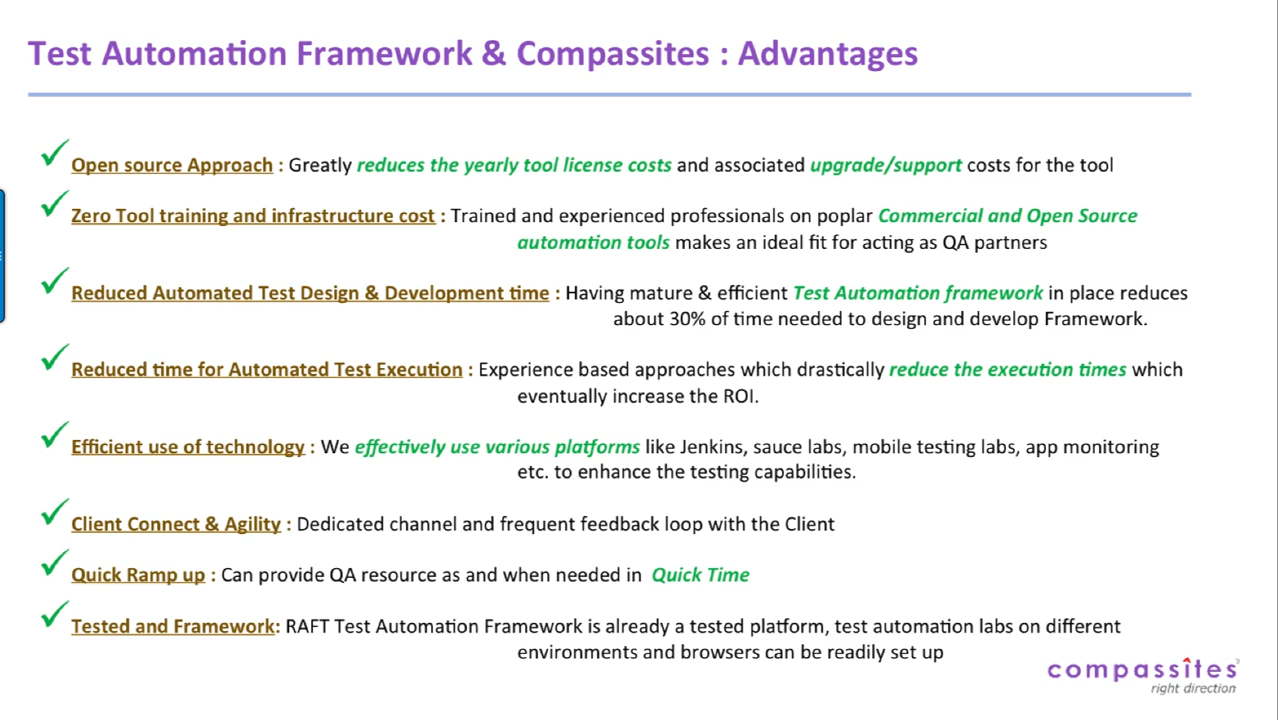 Test Automation Framework & Compassites : Advantages
Open source Approach : Greatly reduces the yearly tool license costs and associated upgrade/support costs for the tool
Zero Tool training and infrastructure cost : Trained and experienced professionals on poplar Commercial and Open Source
automation tools makes an ideal fit for acting as QA partners
Reduced Automated Test Design & Development time : Having mature & efficient Test Automation framework in place reduces
about 30% of time needed to design and develop Framework.
Reduced time for Automated Test Execution : Experience based approaches which drastically reduce the execution times which
eventually increase the ROI.
Efficient use of technology : We effectively use various platforms like Jenkins, sauce labs, mobile testing labs, app monitoring
etc. to enhance the testing capabilities.
Client Connect & Agility : Dedicated channel and frequent feedback loop with the Client
Quick Ramp up : Can provide QA resource as and when needed in Quick Time
Tested and Framework: RAFT Test Automation Framework is already a tested platform, test automation labs on different
environments and browsers can be readily set up
compassites
right direction